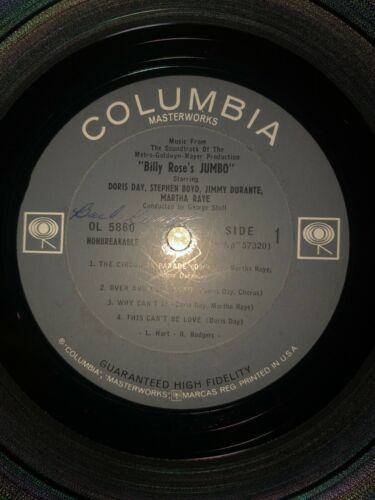 COLUMBIA
MASTERWORKS
Music From
The Soundtrack Of The
Metro-Goldwyn-Mayer Production
"Billy Rose's JUMBO"
Starring
DORIS DAY, STEPHEN BOYD, JIMMY DURANTE,
MARTHA RAYE
Conducted by George Stoll
OL 5860 SIDE 1
NONBREAKABLE 57320)
1. THE PARADE Martha Raye,
2. OVER AND Day, Chorus)
3. WHY CAN'T I (Doris Day, Martha Raye)
4. THIS CAN'T BE LOVE (Doris Day)
- L. Hart - R. Rodgers -
GUARANTEED HIGH FIDELITY
® "COLUMBIA", "MASTERWORKS", MARCAS REG. PRINTED IN U.S.A.